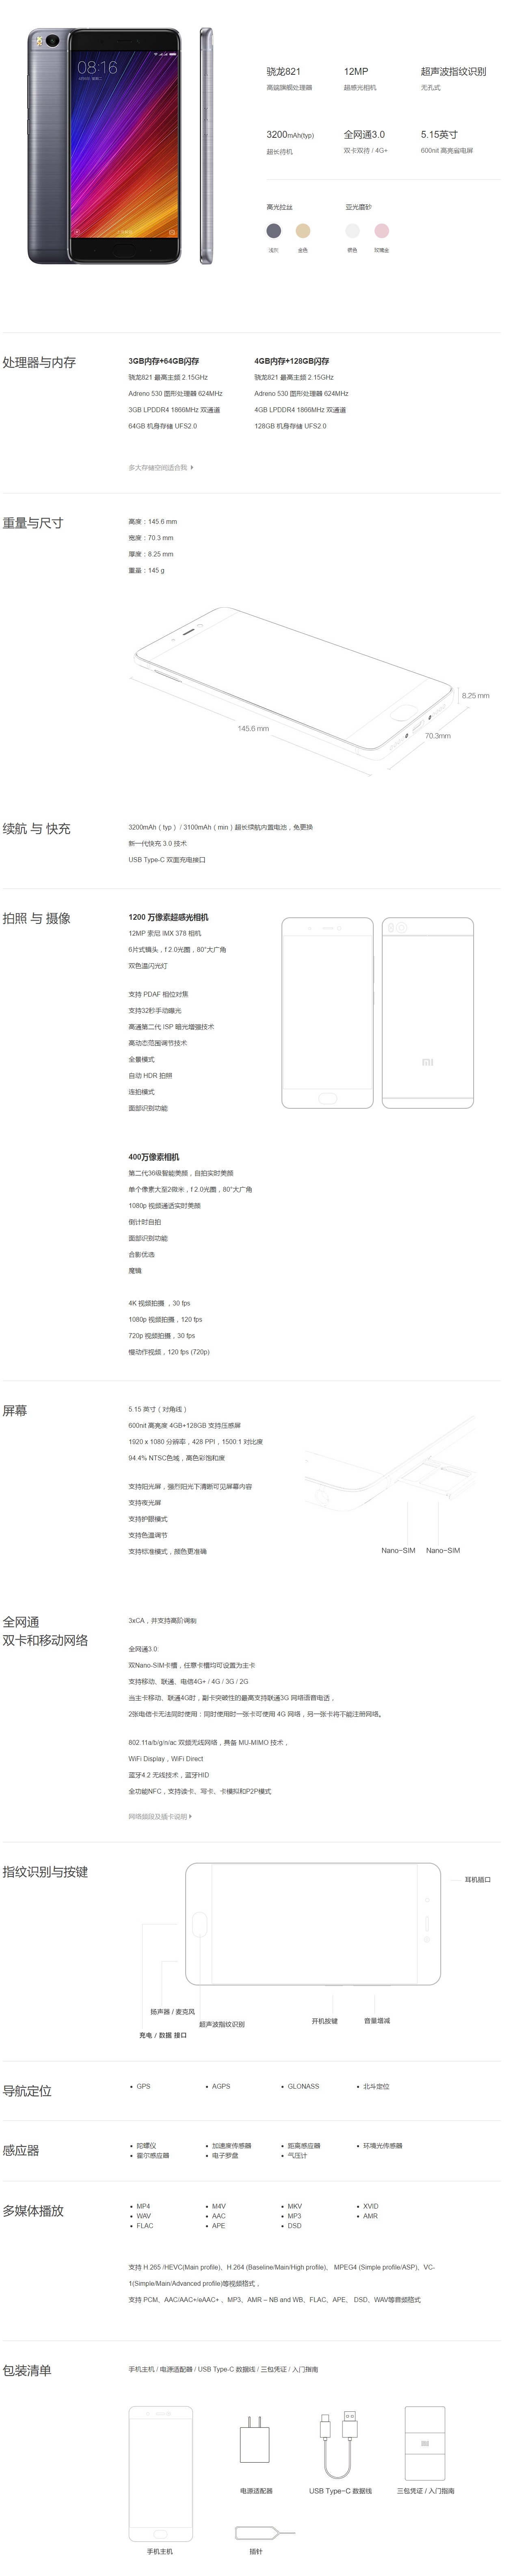 08:16
骁龙821
高端旗舰处理器
12MP
超感光相机
超声波指纹识别
无孔式
3200mAh(typ)
超长待机
全网通3.0
双卡双待 / 4G+
5.15英寸
600nit 高亮省电屏
高光拉丝
亚光磨砂
浅灰
金色
银色
玫瑰金
处理器与内存
3GB内存+64GB闪存
骁龙821 最高主频 2.15GHz
Adreno 530 图形处理器 624MHz
3GB LPDDR4 1866MHz 双通道
64GB 机身存储 UFS2.0
4GB内存+128GB闪存
骁龙821 最高主频 2.15GHz
Adreno 530 图形处理器 624MHz
4GB LPDDR4 1866MHz 双通道
128GB 机身存储 UFS2.0
多大存储空间适合我
重量与尺寸
高度：145.6 mm
宽度：70.3 mm
厚度：8.25 mm
重量：145 g
8.25 mm
145.6 mm
70.3mm
续航 与 快充
3200mAh（typ） / 3100mAh（min）超长续航内置电池，免更换
新一代快充 3.0 技术
USB Type-C 双面充电接口
拍照 与 摄像
1200 万像素超感光相机
12MP 索尼 IMX 378 相机
6片式镜头，f 2.0光圈，80°大广角
双色温闪光灯
支持 PDAF 相位对焦
支持32秒手动曝光
高通第二代 ISP 暗光增强技术
高动态范围调节技术
全景模式
自动 HDR 拍照
连拍模式
面部识别功能
400万像素相机
第二代36级智能美颜，自拍实时美颜
单个像素大至2微米，f 2.0光圈，80°大广角
1080p 视频通话实时美颜
倒计时自拍
面部识别功能
合影优选
魔镜
4K 视频拍摄 ，30 fps
1080p 视频拍摄，120 fps
720p 视频拍摄，30 fps
慢动作视频，120 fps (720p)
屏幕
5.15 英寸（对角线）
600nit 高亮度 4GB+128GB 支持压感屏
1920 x 1080 分辨率，428 PPI，1500:1 对比度
94.4% NTSC色域，高色彩饱和度
支持阳光屏，强烈阳光下清晰可见屏幕内容
支持夜光屏
支持护眼模式
支持色温调节
支持标准模式，颜色更准确
Nano-SIM
Nano-SIM
全网通
双卡和移动网络
3xCA，并支持高阶调制
全网通3.0:
双Nano-SIM卡槽，任意卡槽均可设置为主卡
支持移动、联通、电信4G+ / 4G / 3G / 2G
当主卡移动、联通4G时，副卡突破性的最高支持联通3G 网络语音电话，
2张电信卡无法同时使用：同时使用时一张卡可使用 4G 网络，另一张卡将不能注册网络。
802.11a/b/g/n/ac 双频无线网络，具备 MU-MIMO 技术，
WiFi Display，WiFi Direct
蓝牙4.2 无线技术，蓝牙HID
全功能NFC，支持读卡、写卡、卡模拟和P2P模式
网络频段及插卡说明
指纹识别与按键
耳机插口
扬声器 / 麦克风
超声波指纹识别
开机按键
音量增减
充电 / 数据 接口
导航定位
GPS
AGPS
GLONASS
北斗定位
感应器
陀螺仪
加速度传感器
距离感应器
环境光传感器
霍尔感应器
电子罗盘
气压计
多媒体播放
MP4
M4V
MKV
XVID
WAV
AAC
MP3
AMR
FLAC
APE
DSD
支持 H.265 /HEVC(Main profile)、H.264 (Baseline/Main/High profile)、 MPEG4 (Simple profile/ASP)、VC-
1(Simple/Main/Advanced profile)等视频格式，
支持 PCM、AAC/AAC+/eAAC+ 、MP3、AMR – NB and WB、FLAC、APE、 DSD、WAV等音频格式
包装清单
手机主机 / 电源适配器 / USB Type-C 数据线 / 三包凭证 / 入门指南
电源适配器
USB Type-C 数据线
三包凭证 / 入门指南
手机主机
插针